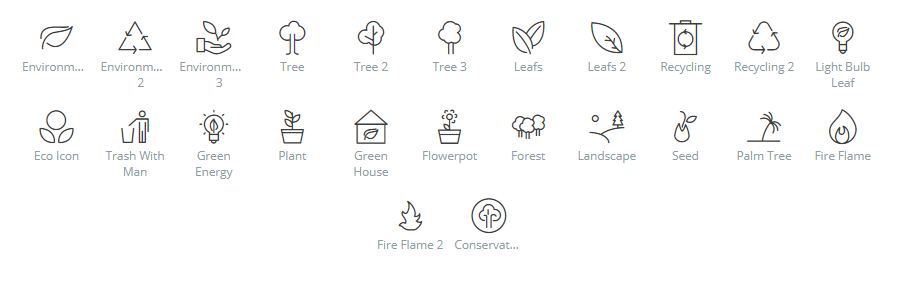 Environm... Environm... Environm... Tree Tree 2 Tree 3 Leafs Leafs 2 Recycling Recycling 2 Light Bulb
2 3 Leaf
Eco Icon Trash With Green Plant Green Flowerpot Forest Landscape Seed Palm Tree Fire Flame
Man Energy House
Fire Flame 2 Conservat...